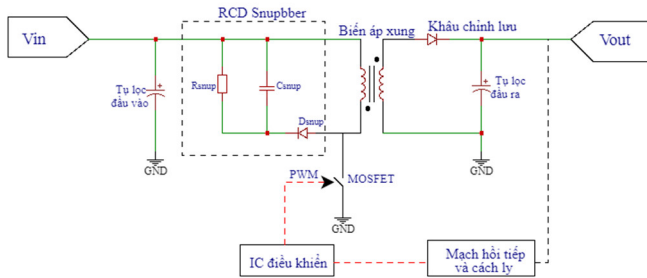 RCD Snupbber
Vin
Biến áp xung
Khâu chỉnh lưu
Vout
Rsnup
Csnup
Tụ lọc
đầu vào
Tụ lọc
đầu ra
Dsnup
GND
GND
PWM
MOSFET
GND
IC điều khiển
Mạch hồi tiếp
và cách ly